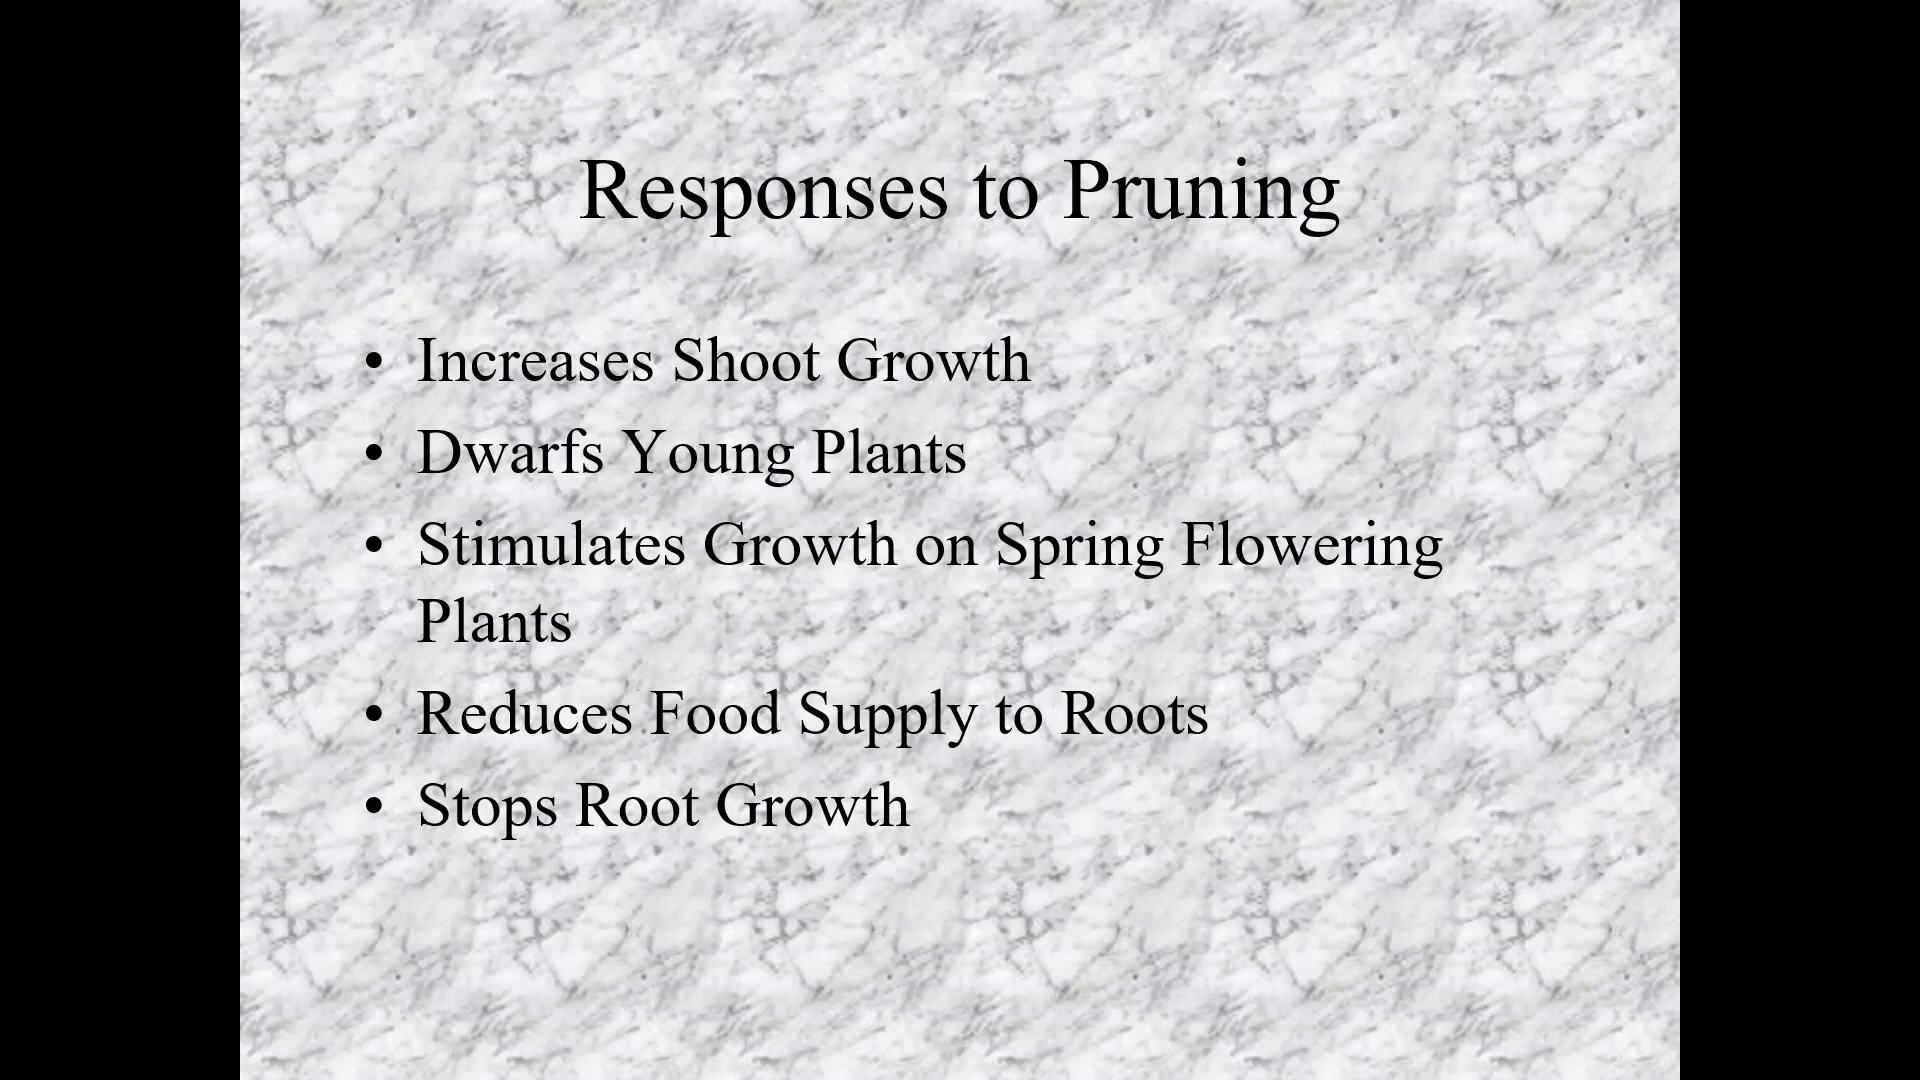 Responses to Pruning
• Increases Shoot Growth
• Dwarfs Young Plants
• Stimulates Growth on Spring Flowering
Plants
• Reduces Food Supply to Roots
• Stops Root Growth